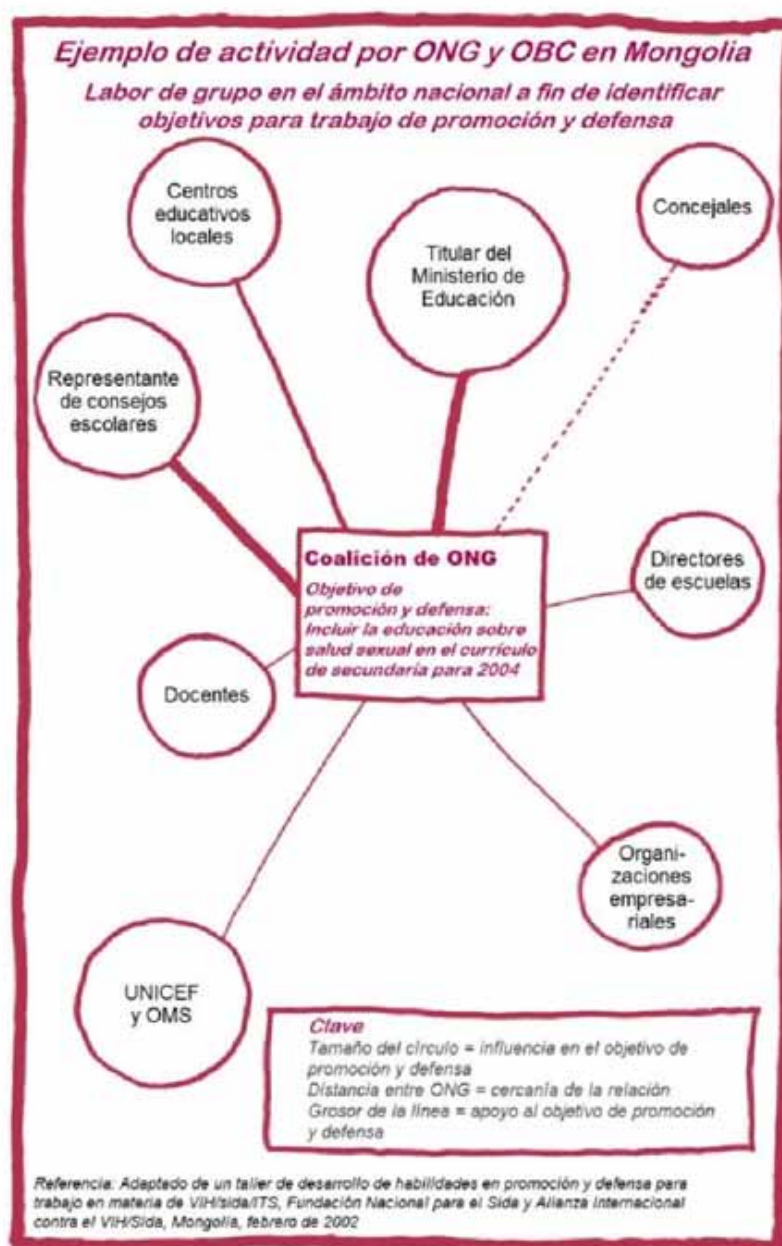 Ejemplo de actividad por ONG y OBC en Mongolia
Labor de grupo en el ámbito nacional a fin de identificar
objetivos para trabajo de promoción y defensa
Centros
educativos
locales
Titular del
Ministerio de
Educación
Concejales
Representante
de consejos
escolares
Coalición de ONG
Objetivo de
promoción y defensa:
Incluir la educación sobre
salud sexual en el currículo
de secundaria para 2004
Directores
de escuelas
Docentes
Organi-
zaciones
empresa-
riales
UNICEF
y OMS
Clave
Tamaño del círculo = influencia en el objetivo de
promoción y defensa
Distancia entre ONG = cercanía de la relación
Grosor de la línea = apoyo al objetivo de promoción
y defensa
Referencia: Adaptado de un taller de desarrollo de habilidades en promoción y defensa para
trabajo en materia de VIH/sida/ITS, Fundación Nacional para el Sida y Alianza Internacional
contra el VIH/Sida, Mongolia, febrero de 2002